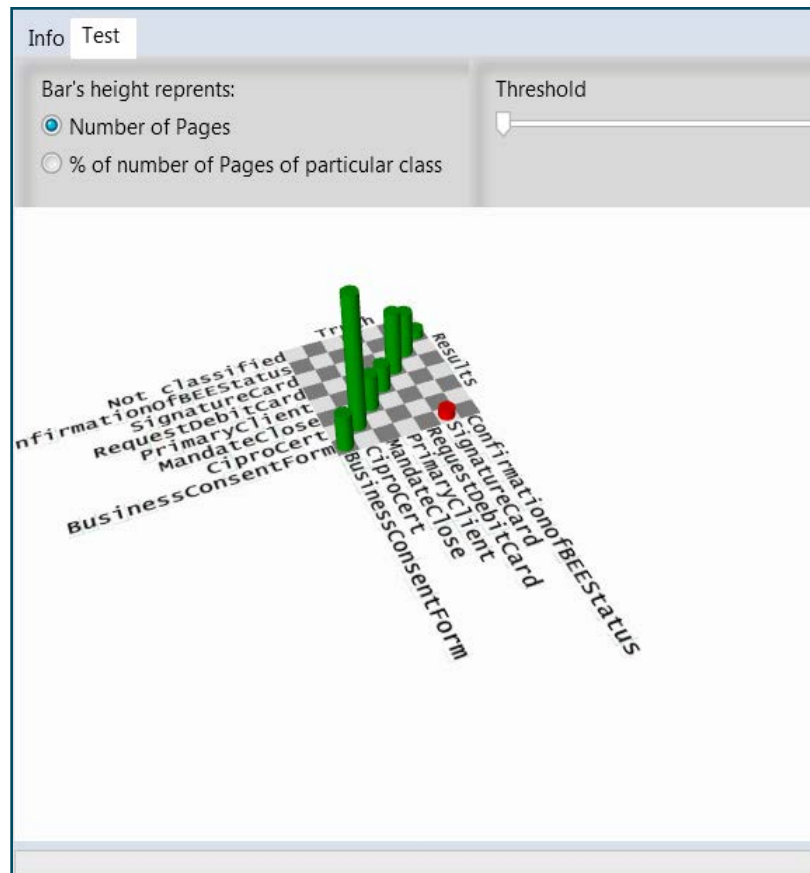 Info Test
Bar's height reprents:
Number of Pages
% of number of Pages of particular class
Threshold
Truth
Results
Not classified
nfirmationOfBEEStatus
SignatureCard
RequestDebitCard
PrimaryClient
MandateClose
CiproCert
BusinessConsentForm
BusinessConsentForm
CiproCert
MandateClose
PrimaryClient
RequestDebitCard
SignatureCard
ConfirmationOfBEEStatus